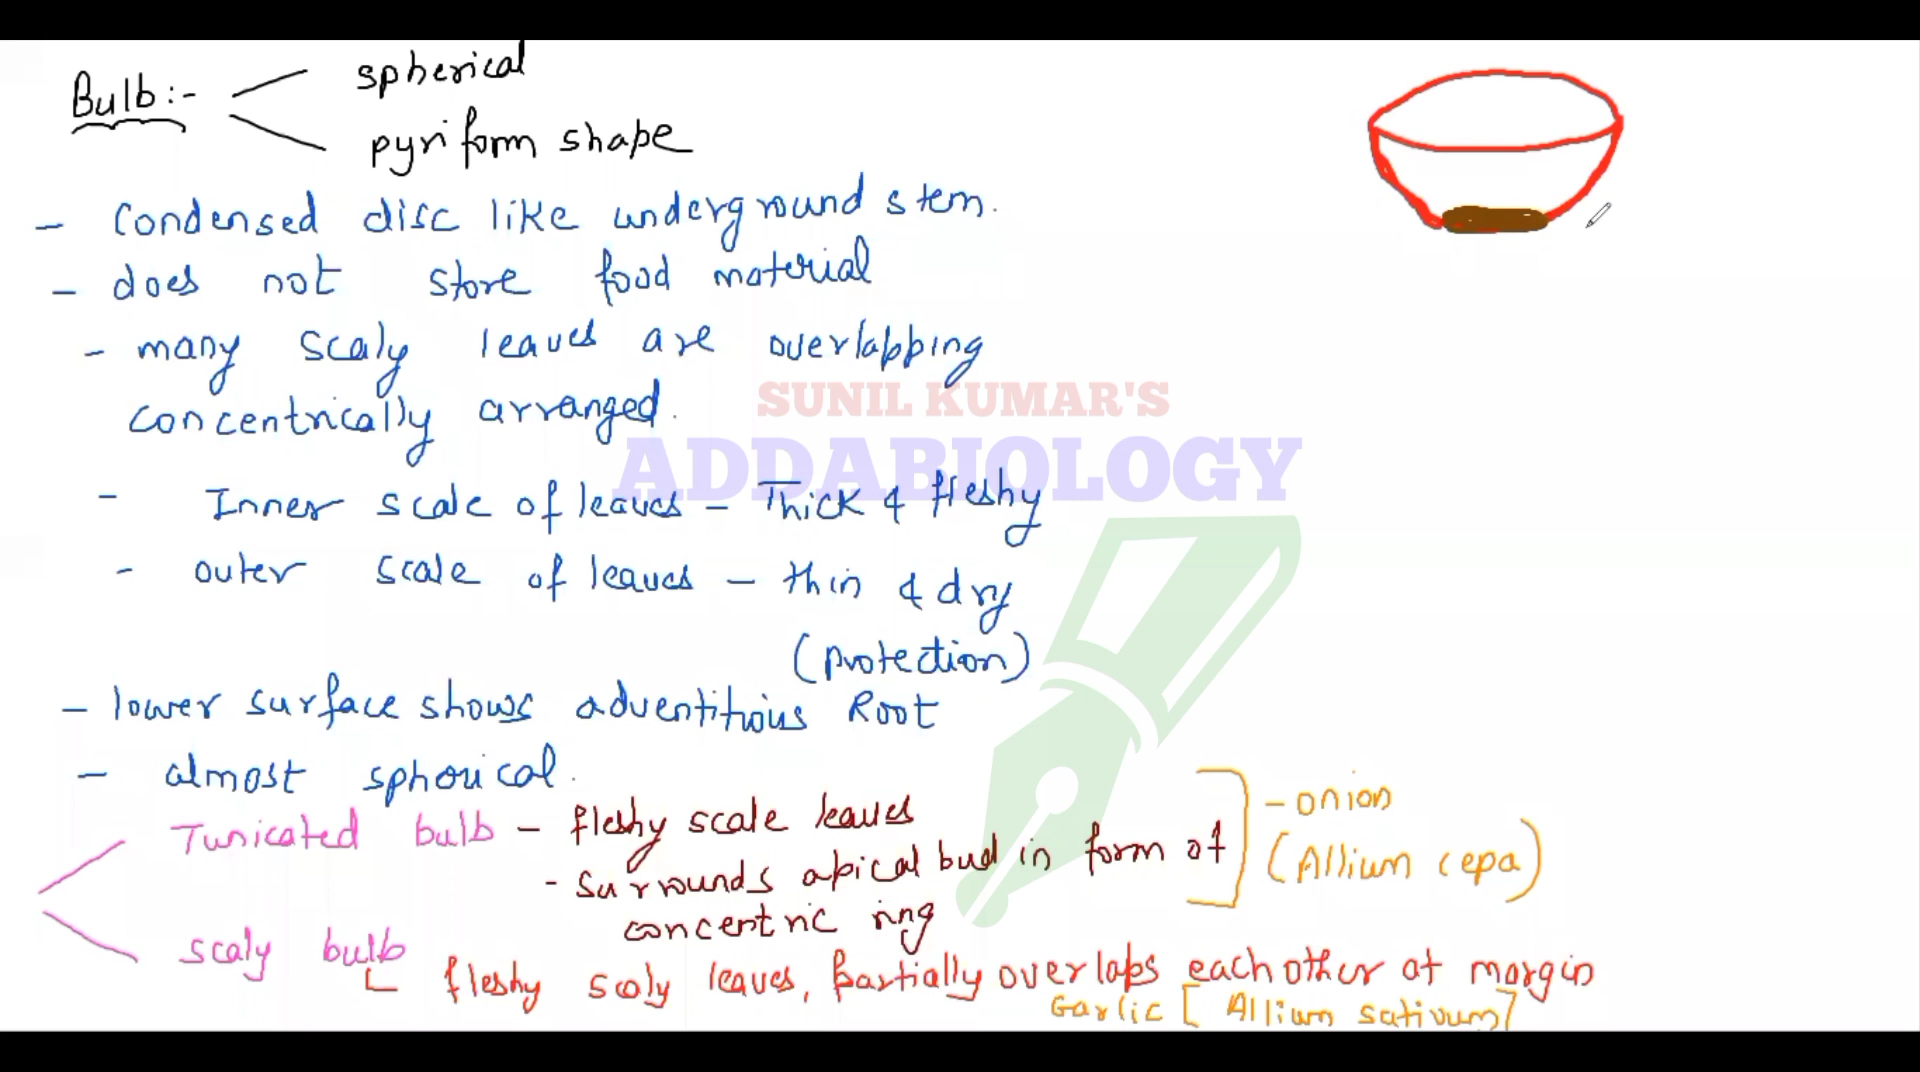 Bulb:- spherical
pyriform shape
- Condensed disc like underground stem.
- does not store food material
- many scaly leaves are overlapping
concentrically arranged.
SUNIL KUMAR'S
ADDABIOLOGY
- Inner scale of leaves - Thick & fleshy
- outer scale of leaves - thin & dry
(protection)
- lower surface shows adventitious Root
- almost spherical.
Tunicated bulb - fleshy scale leaves
- surrounds apical bud in form of
concentric ring
- onion
(Allium cepa)
scaly bulb
fleshy scaly leaves, Partially overlaps each other at margin
Garlic [Allium sativum]